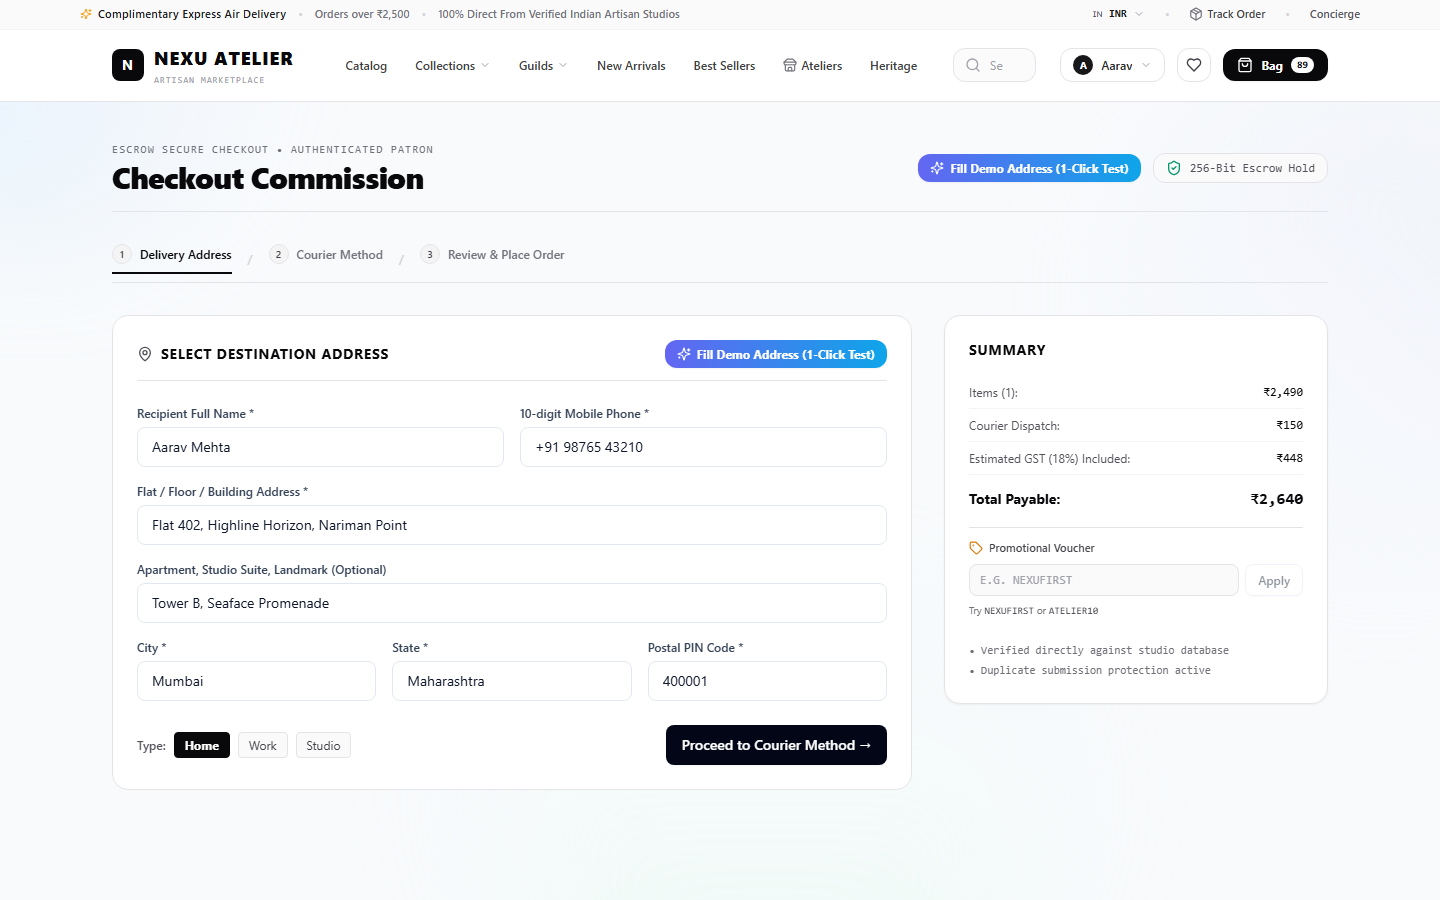 Complimentary Express Air Delivery • Orders over ₹2,500 • 100% Direct From Verified Indian Artisan Studios
IN INR • Track Order • Concierge
N NEXU ATELIER
ARTISAN MARKETPLACE
Catalog Collections Guilds New Arrivals Best Sellers Ateliers Heritage
Se
A Aarav
Bag 89
ESCROW SECURE CHECKOUT • AUTHENTICATED PATRON
Checkout Commission
Fill Demo Address (1-Click Test)
256-Bit Escrow Hold
1 Delivery Address / 2 Courier Method / 3 Review & Place Order
SELECT DESTINATION ADDRESS
Fill Demo Address (1-Click Test)
Recipient Full Name * 10-digit Mobile Phone *
Aarav Mehta +91 98765 43210
Flat / Floor / Building Address *
Flat 402, Highline Horizon, Nariman Point
Apartment, Studio Suite, Landmark (Optional)
Tower B, Seaface Promenade
City * State * Postal PIN Code *
Mumbai Maharashtra 400001
Type: Home Work Studio
Proceed to Courier Method →
SUMMARY
Items (1): ₹2,490
Courier Dispatch: ₹150
Estimated GST (18%) Included: ₹448
Total Payable: ₹2,640
Promotional Voucher
E.G. NEXUFIRST Apply
Try NEXUFIRST or ATELIER10
• Verified directly against studio database
• Duplicate submission protection active